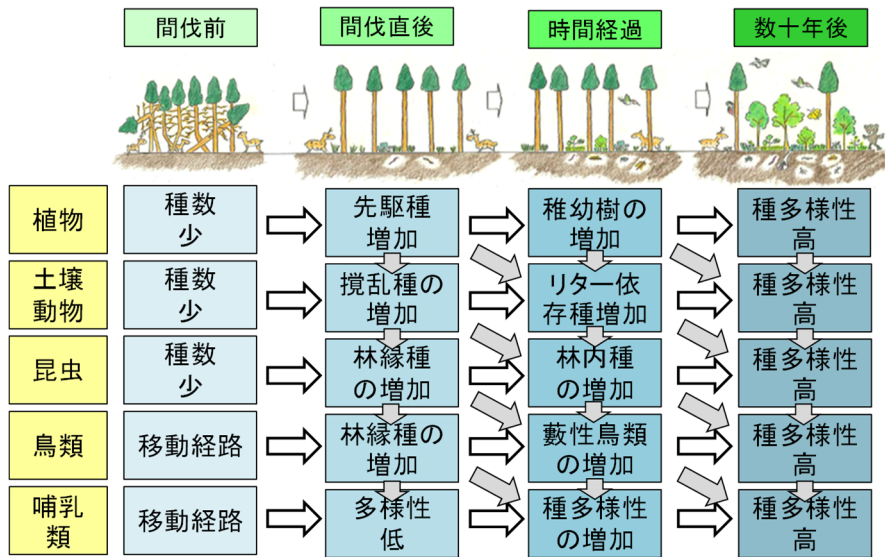 間伐前
間伐直後
時間経過
数十年後
植物
種数
少
先駆種
増加
稚幼樹の
増加
種多様性
高
土壌
動物
種数
少
撹乱種の
増加
リター依
存種増加
種多様性
高
昆虫
種数
少
林縁種
の増加
林内種
の増加
種多様性
高
鳥類
移動経路
林縁種の
増加
藪性鳥類
の増加
種多様性
高
哺乳
類
移動経路
多様性
低
種多様性
の増加
種多様性
高